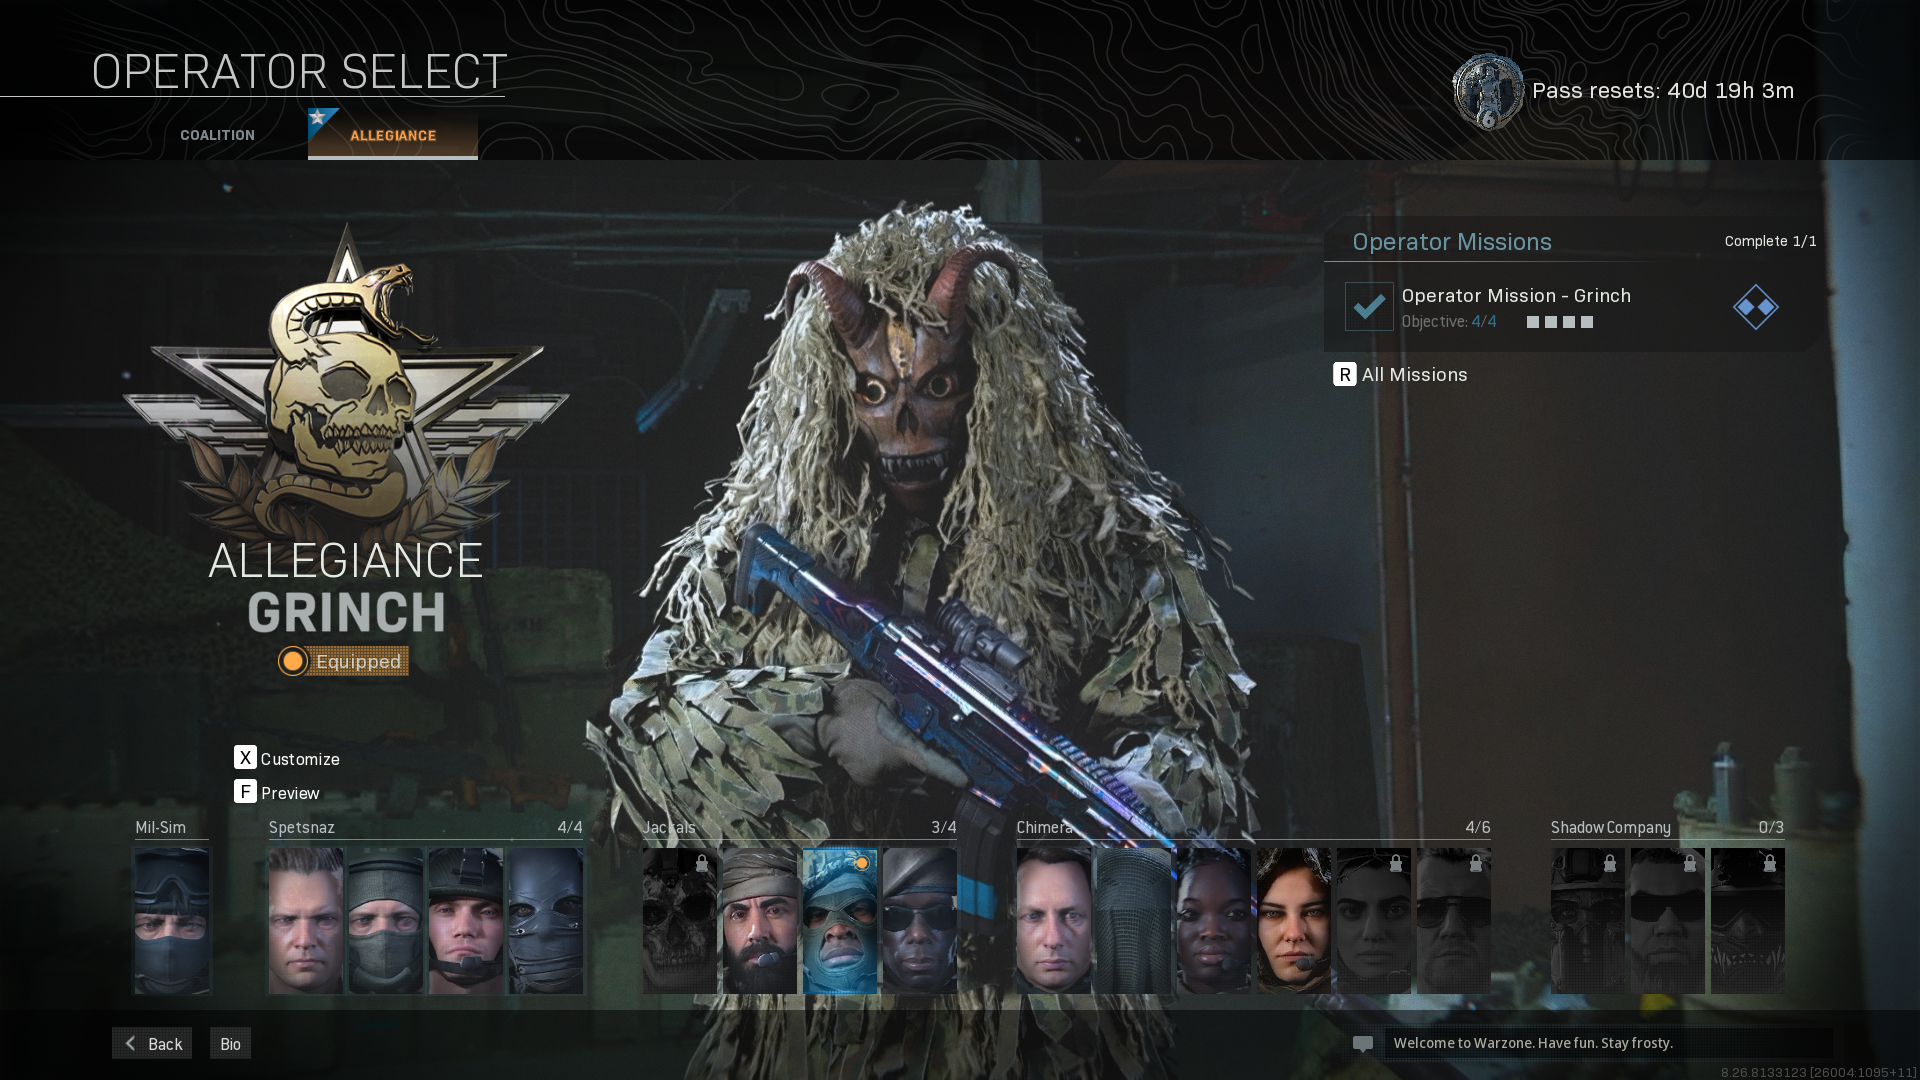 OPERATOR SELECT
COALITION
ALLEGIANCE
6
Pass resets: 40d 19h 3m
Operator Missions
Complete 1/1
Operator Mission - Grinch
Objective: 4/4
R All Missions
ALLEGIANCE
GRINCH
Equipped
X Customize
F Preview
Mil-Sim
Spetsnaz 4/4
Jackals 3/4
Chimera 4/6
Shadow Company 0/3
Back
Bio
Welcome to Warzone. Have fun. Stay frosty.
8.26.8133123 [26004:1095+11]